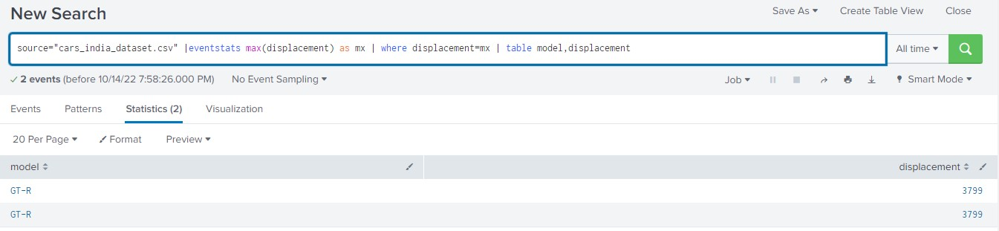 New Search
Save As ▾ Create Table View Close
source="cars_india_dataset.csv" |eventstats max(displacement) as mx | where displacement=mx | table model,displacement
All time ▾
✓ 2 events (before 10/14/22 7:58:26.000 PM) No Event Sampling ▾ Job ▾ Smart Mode ▾
Events Patterns Statistics (2) Visualization
20 Per Page ▾ Format Preview ▾
model displacement
GT-R 3799
GT-R 3799